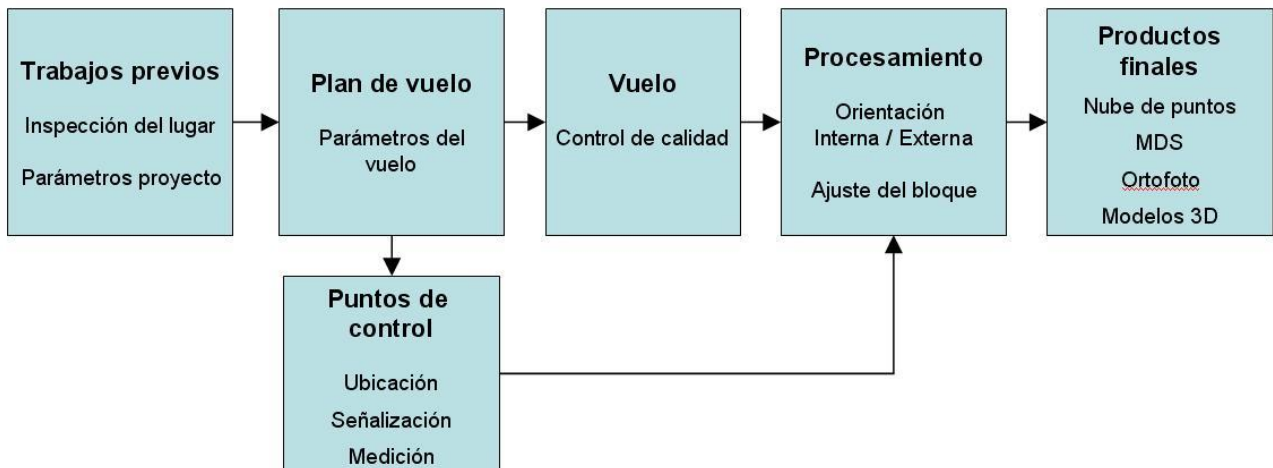 Trabajos previos
Inspección del lugar
Parámetros proyecto
Plan de vuelo
Parámetros del
vuelo
Vuelo
Control de calidad
Procesamiento
Orientación
Interna / Externa
Ajuste del bloque
Productos
finales
Nube de puntos
MDS
Ortofoto
Modelos 3D
Puntos de
control
Ubicación
Señalización
Medición